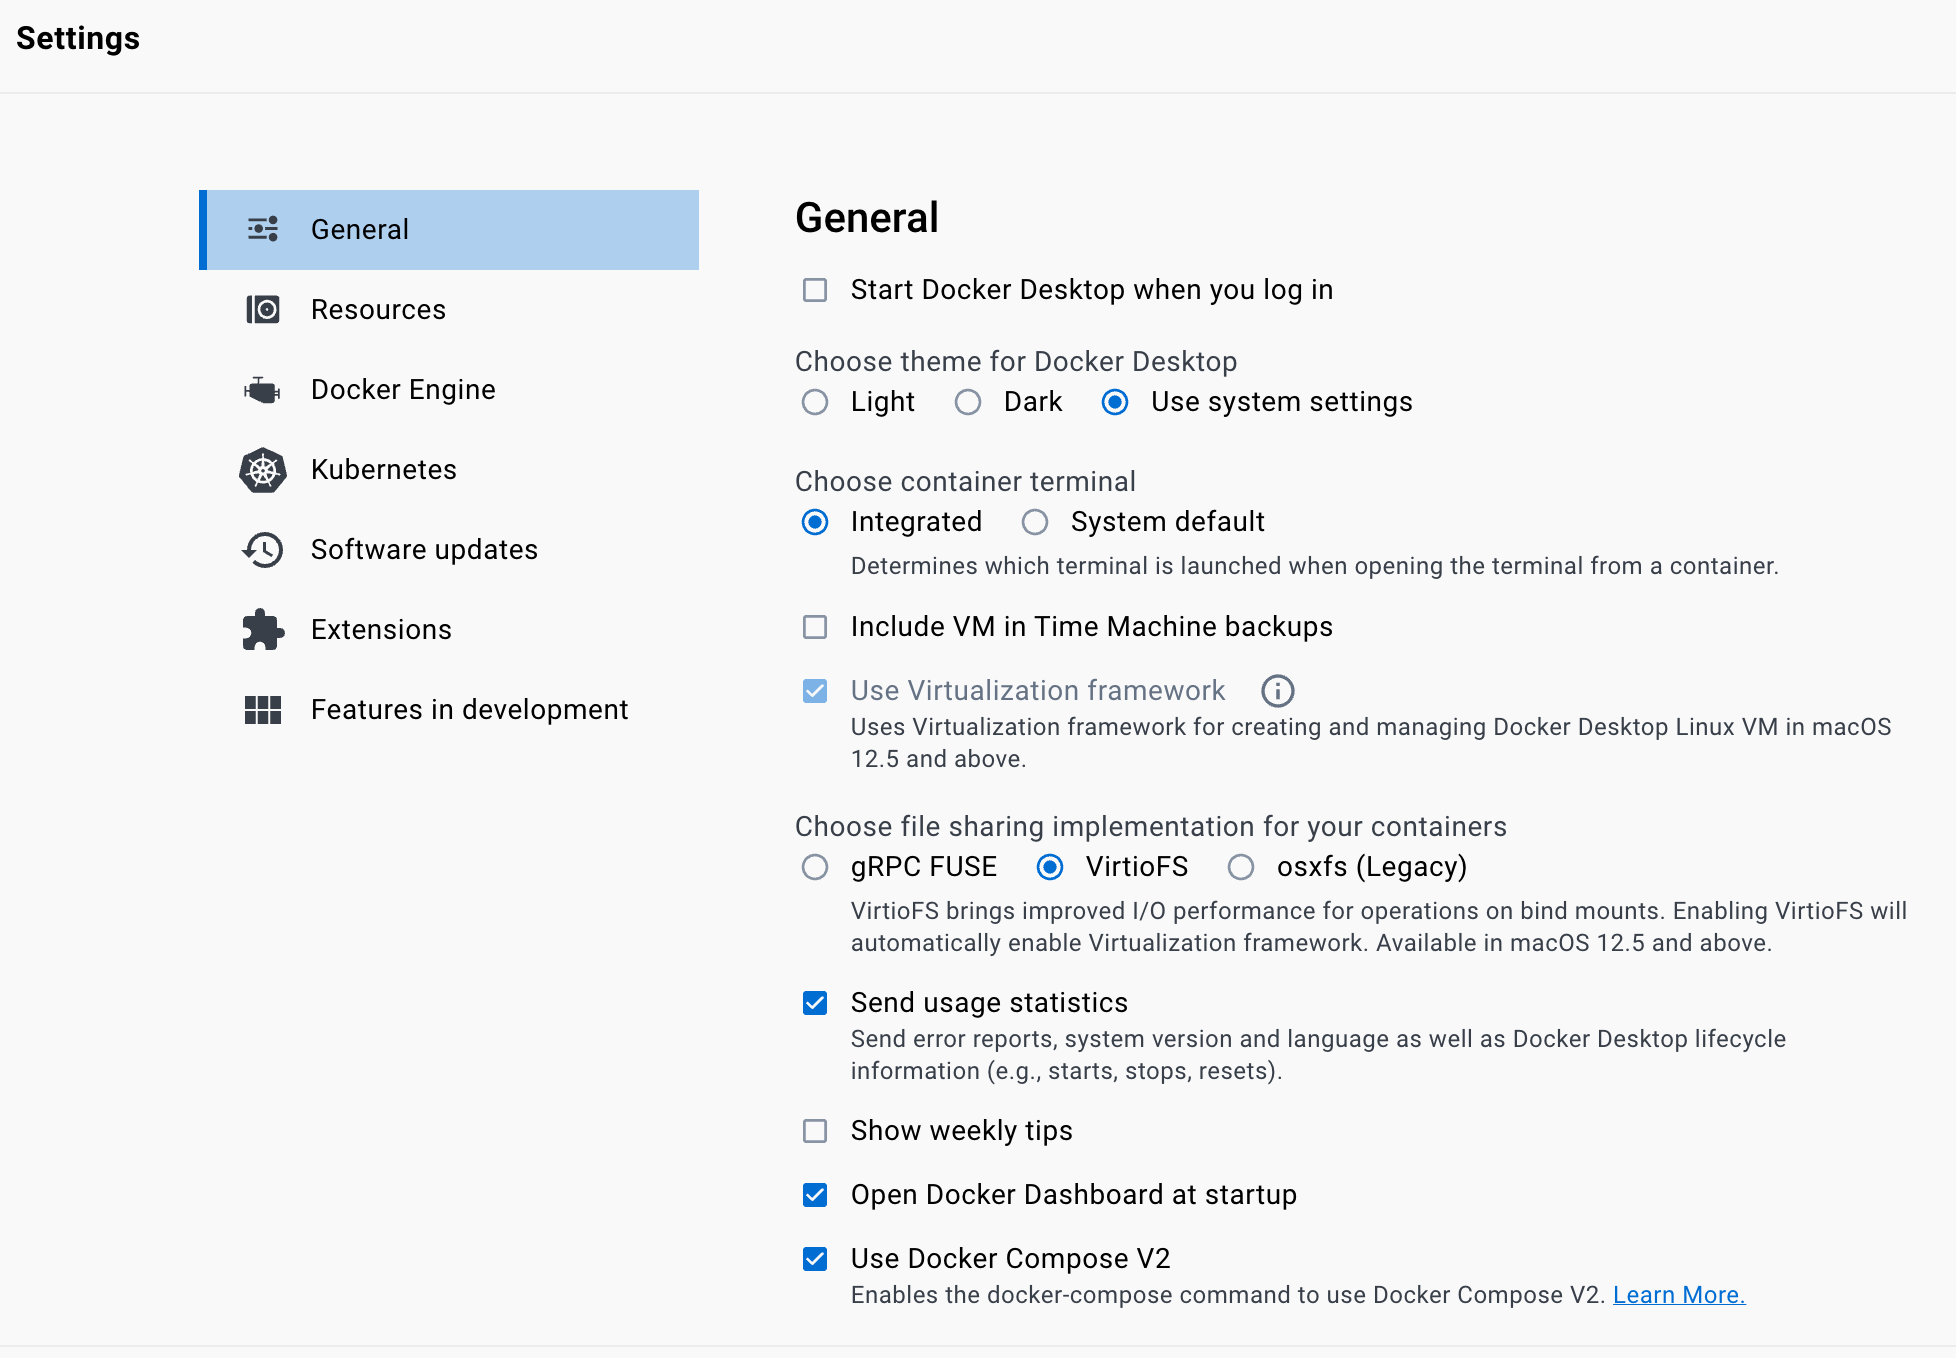 Settings
General
Resources
Docker Engine
Kubernetes
Software updates
Extensions
Features in development
General
Start Docker Desktop when you log in
Choose theme for Docker Desktop
Light Dark Use system settings
Choose container terminal
Integrated System default
Determines which terminal is launched when opening the terminal from a container.
Include VM in Time Machine backups
Use Virtualization framework
Uses Virtualization framework for creating and managing Docker Desktop Linux VM in macOS
12.5 and above.
Choose file sharing implementation for your containers
gRPC FUSE VirtioFS osxfs (Legacy)
VirtioFS brings improved I/O performance for operations on bind mounts. Enabling VirtioFS will
automatically enable Virtualization framework. Available in macOS 12.5 and above.
Send usage statistics
Send error reports, system version and language as well as Docker Desktop lifecycle
information (e.g., starts, stops, resets).
Show weekly tips
Open Docker Dashboard at startup
Use Docker Compose V2
Enables the docker-compose command to use Docker Compose V2. Learn More.